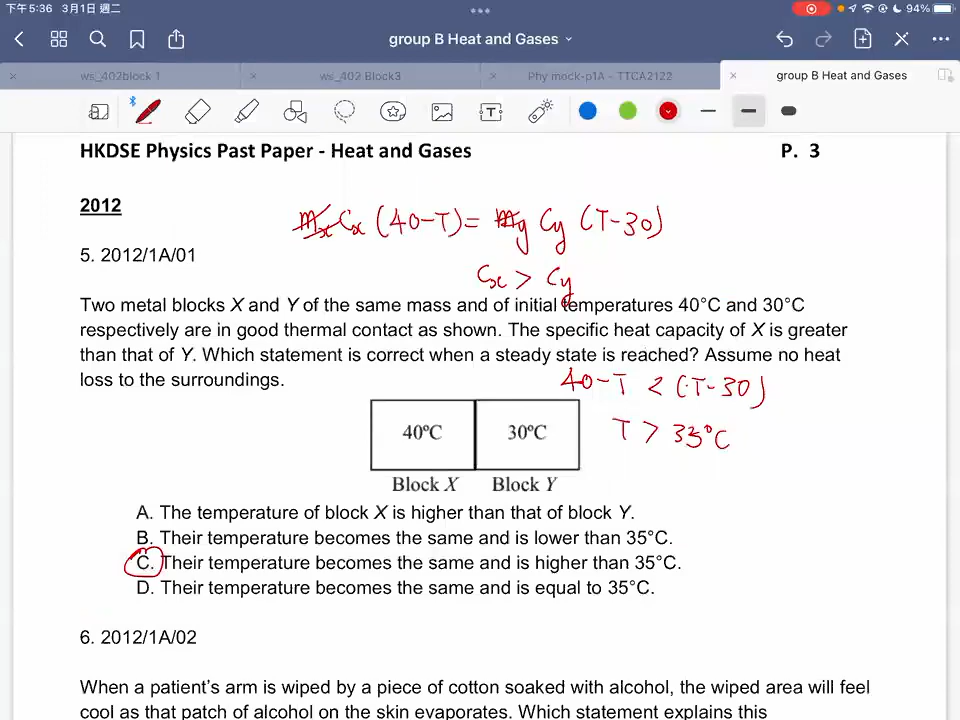 下午5:36 3月1日 週二
94%
group B Heat and Gases
ws_402block 1
ws_402 Block3
Phy mock-p1A - TTCA2122
group B Heat and Gases
HKDSE Physics Past Paper - Heat and Gases P. 3
2012
mx Cx (40-T) = my Cy (T-30)
5. 2012/1A/01
Cx > Cy
Two metal blocks X and Y of the same mass and of initial temperatures 40°C and 30°C
respectively are in good thermal contact as shown. The specific heat capacity of X is greater
than that of Y. Which statement is correct when a steady state is reached? Assume no heat
loss to the surroundings.
40-T < (T-30)
40ºC 30ºC
T > 35°C
Block X Block Y
A. The temperature of block X is higher than that of block Y.
B. Their temperature becomes the same and is lower than 35°C.
C. Their temperature becomes the same and is higher than 35°C.
D. Their temperature becomes the same and is equal to 35°C.
6. 2012/1A/02
When a patient's arm is wiped by a piece of cotton soaked with alcohol, the wiped area will feel
cool as that patch of alcohol on the skin evaporates. Which statement explains this